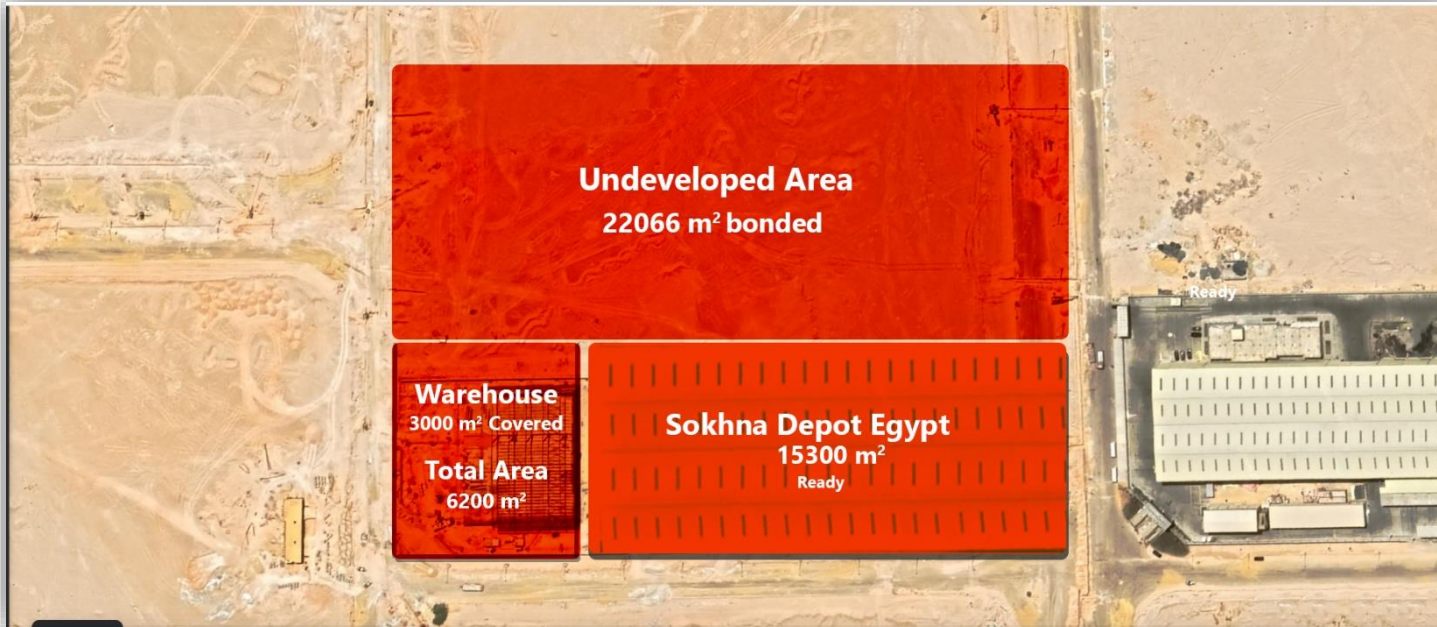 Undeveloped Area
22066 m² bonded
Ready
Warehouse
3000 m² Covered
Total Area
6200 m²
Sokhna Depot Egypt
15300 m²
Ready